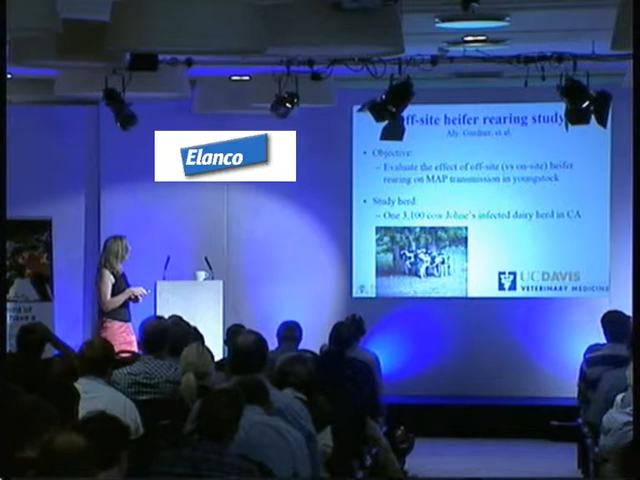 Elanco
off-site heifer rearing study
Aly, Gardner, et al.
• Objective:
– Evaluate the effect of off-site (vs on-site) heifer
rearing on MAP transmission in youngstock
• Study herd:
– One 3,100 cow Johne's infected dairy herd in CA
UCDAVIS
VETERINARY MEDICINE